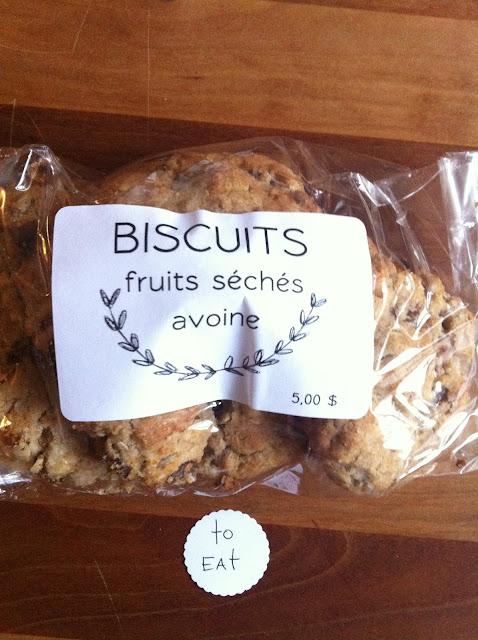 BISCUITS
fruits séchés
avoine
5,00 $
to
EAt